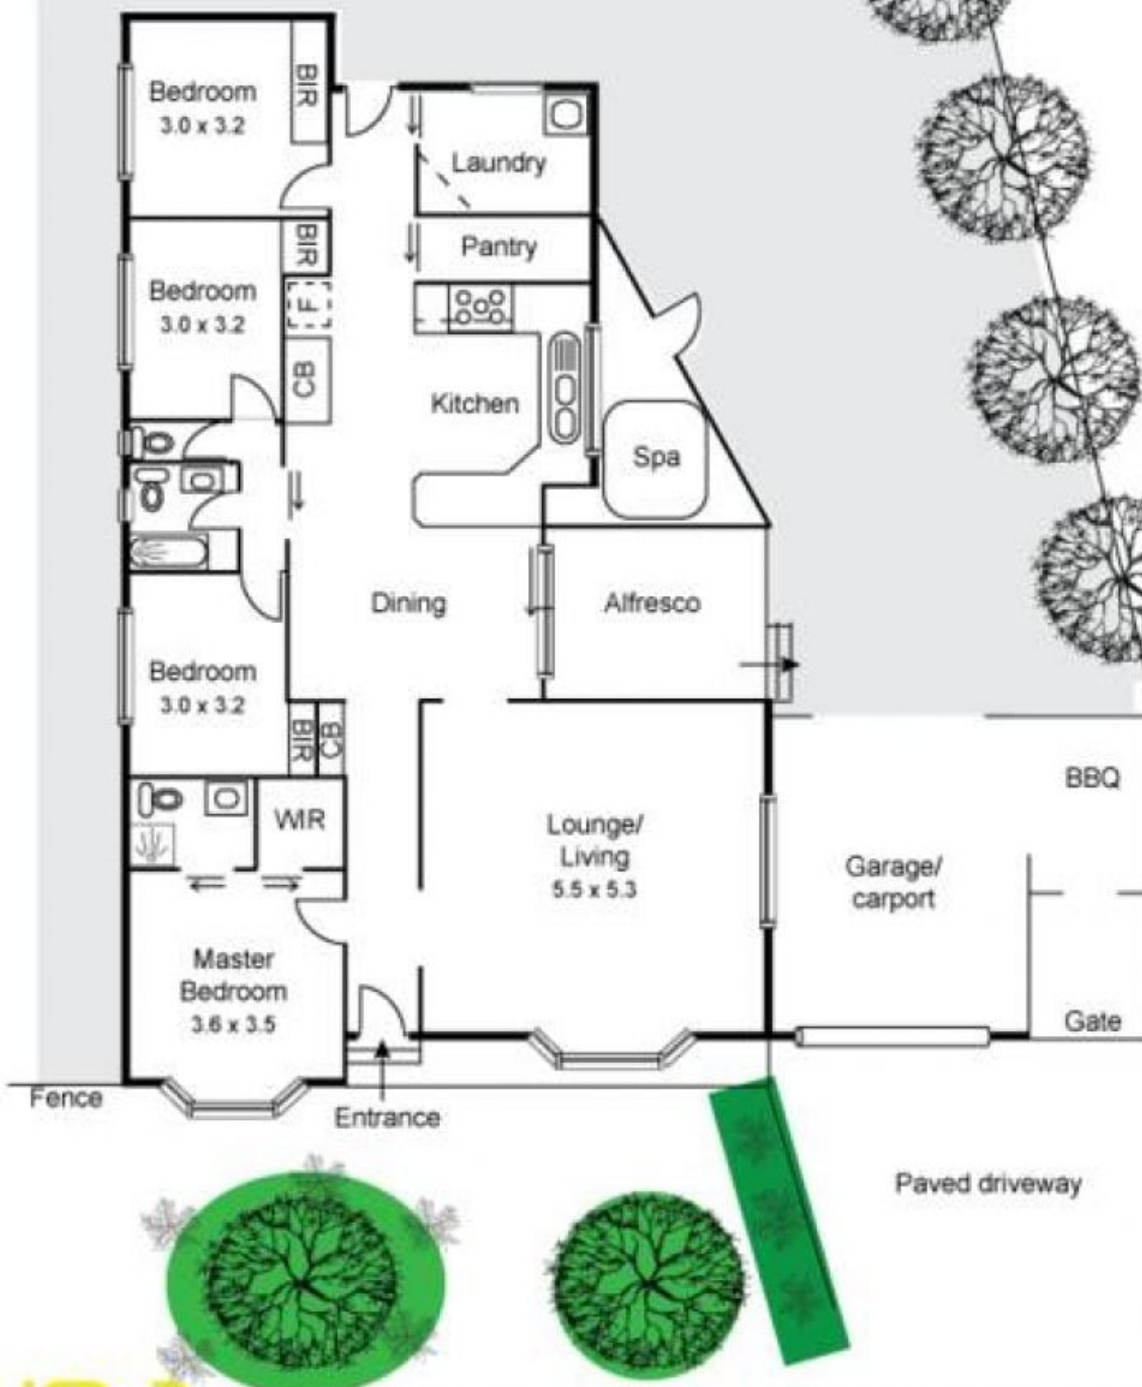 Bedroom
3.0 x 3.2
BIR
Laundry
Pantry
BIR
Bedroom
3.0 x 3.2
F
CB
Kitchen
Spa
Dining
Alfresco
Bedroom
3.0 x 3.2
BIR
CB
BBQ
WIR
Lounge/
Living
5.5 x 5.3
Garage/
carport
Master
Bedroom
3.6 x 3.5
Gate
Fence
Entrance
Paved driveway